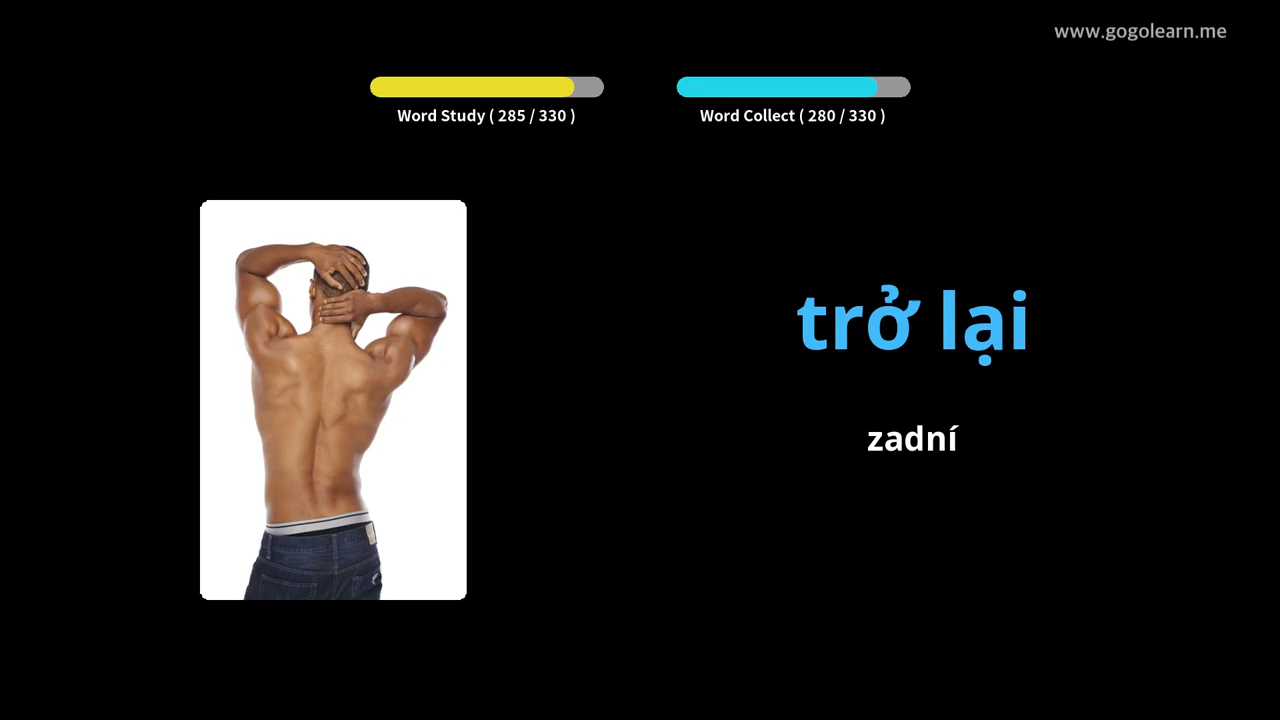 www.gogolearn.me
Word Study ( 285 / 330 )
Word Collect ( 280 / 330 )
trở lại
zadní